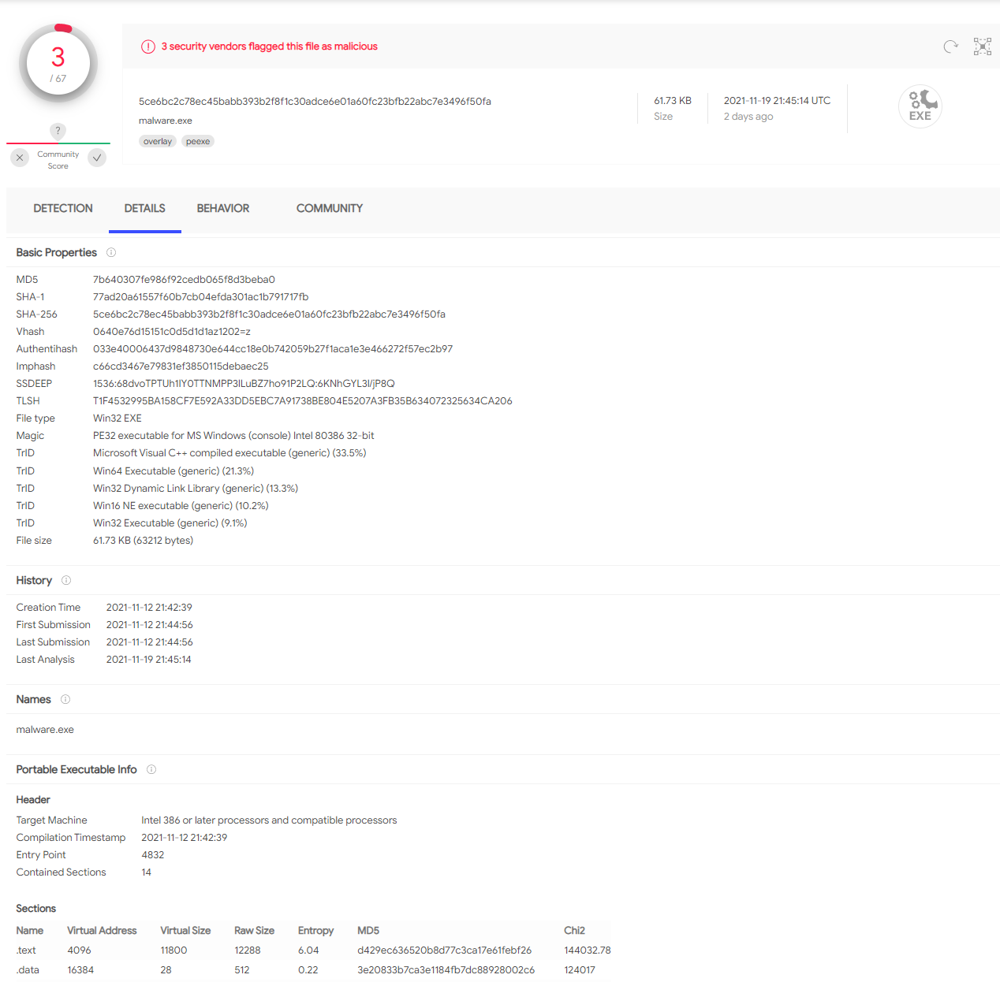 3
/ 67
3 security vendors flagged this file as malicious
5ce6bc2c78ec45babb393b2f8f1c30adce6e01a60fc23bfb22abc7e3496f50fa
malware.exe
overlay peexe
61.73 KB
Size
2021-11-19 21:45:14 UTC
2 days ago
EXE
?
Community
Score
DETECTION DETAILS BEHAVIOR COMMUNITY
Basic Properties
MD5 7b640307fe986f92cedb065f8d3beba0
SHA-1 77ad20a61557f60b7cb04efda301ac1b791717fb
SHA-256 5ce6bc2c78ec45babb393b2f8f1c30adce6e01a60fc23bfb22abc7e3496f50fa
Vhash 0640e76d15151c0d5d1d1az1202=z
Authentihash 033e40006437d9848730e644cc18e0b742059b27f1aca1e3e466272f57ec2b97
Imphash c66cd3467e79831ef3850115debaec25
SSDEEP 1536:68dvoTPTUh1IY0TTNMPP3ILuBZ7ho91P2LQ:6KNhGYL3I/jP8Q
TLSH T1F4532995BA158CF7E592A33DD5EBC7A91738BE804E5207A3FB35B634072325634CA206
File type Win32 EXE
Magic PE32 executable for MS Windows (console) Intel 80386 32-bit
TrID Microsoft Visual C++ compiled executable (generic) (33.5%)
TrID Win64 Executable (generic) (21.3%)
TrID Win32 Dynamic Link Library (generic) (13.3%)
TrID Win16 NE executable (generic) (10.2%)
TrID Win32 Executable (generic) (9.1%)
File size 61.73 KB (63212 bytes)
History
Creation Time 2021-11-12 21:42:39
First Submission 2021-11-12 21:44:56
Last Submission 2021-11-12 21:44:56
Last Analysis 2021-11-19 21:45:14
Names
malware.exe
Portable Executable Info
Header
Target Machine Intel 386 or later processors and compatible processors
Compilation Timestamp 2021-11-12 21:42:39
Entry Point 4832
Contained Sections 14
Sections
Name Virtual Address Virtual Size Raw Size Entropy MD5 Chi2
.text 4096 11800 12288 6.04 d429ec636520b8d77c3ca17e61febf26 144032.78
.data 16384 28 512 0.22 3e20833b7ca3e1184fb7dc88928002c6 124017